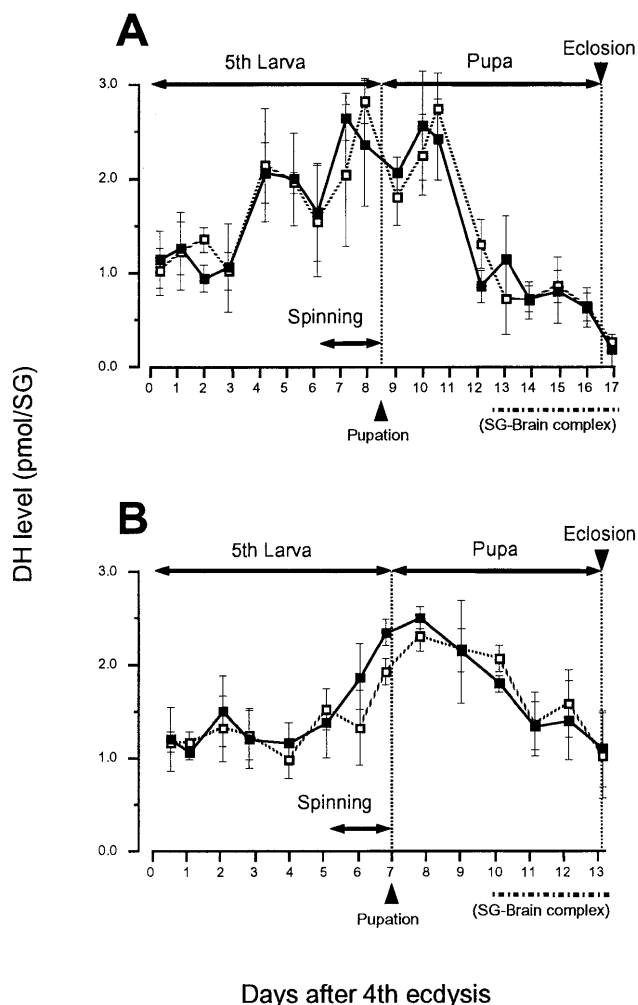 A
Eclosion
5th Larva
Pupa
3.0
2.0
1.0
0.0
Spinning
0 1 2 3 4 5 6 7 8 9 10 11 12 13 14 15 16 17
Pupation
(SG-Brain complex)
DH level (pmol/SG)
B
Eclosion
5th Larva
Pupa
3.0
2.0
1.0
0.0
Spinning
0 1 2 3 4 5 6 7 8 9 10 11 12 13
Pupation
(SG-Brain complex)
Days after 4th ecdysis